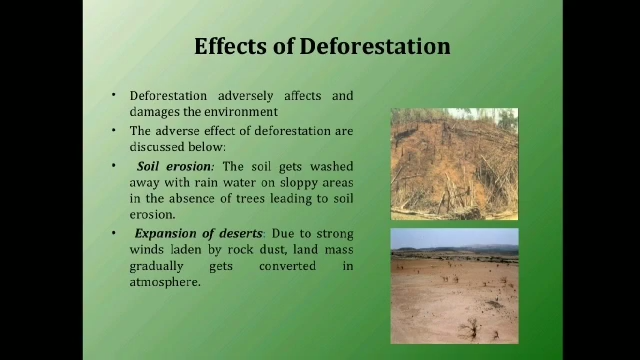 Effects of Deforestation
• Deforestation adversely affects and
damages the environment
• The adverse effect of deforestation are
discussed below:
• Soil erosion: The soil gets washed
away with rain water on sloppy areas
in the absence of trees leading to soil
erosion.
• Expansion of deserts: Due to strong
winds laden by rock dust, land mass
gradually gets converted in
atmosphere.